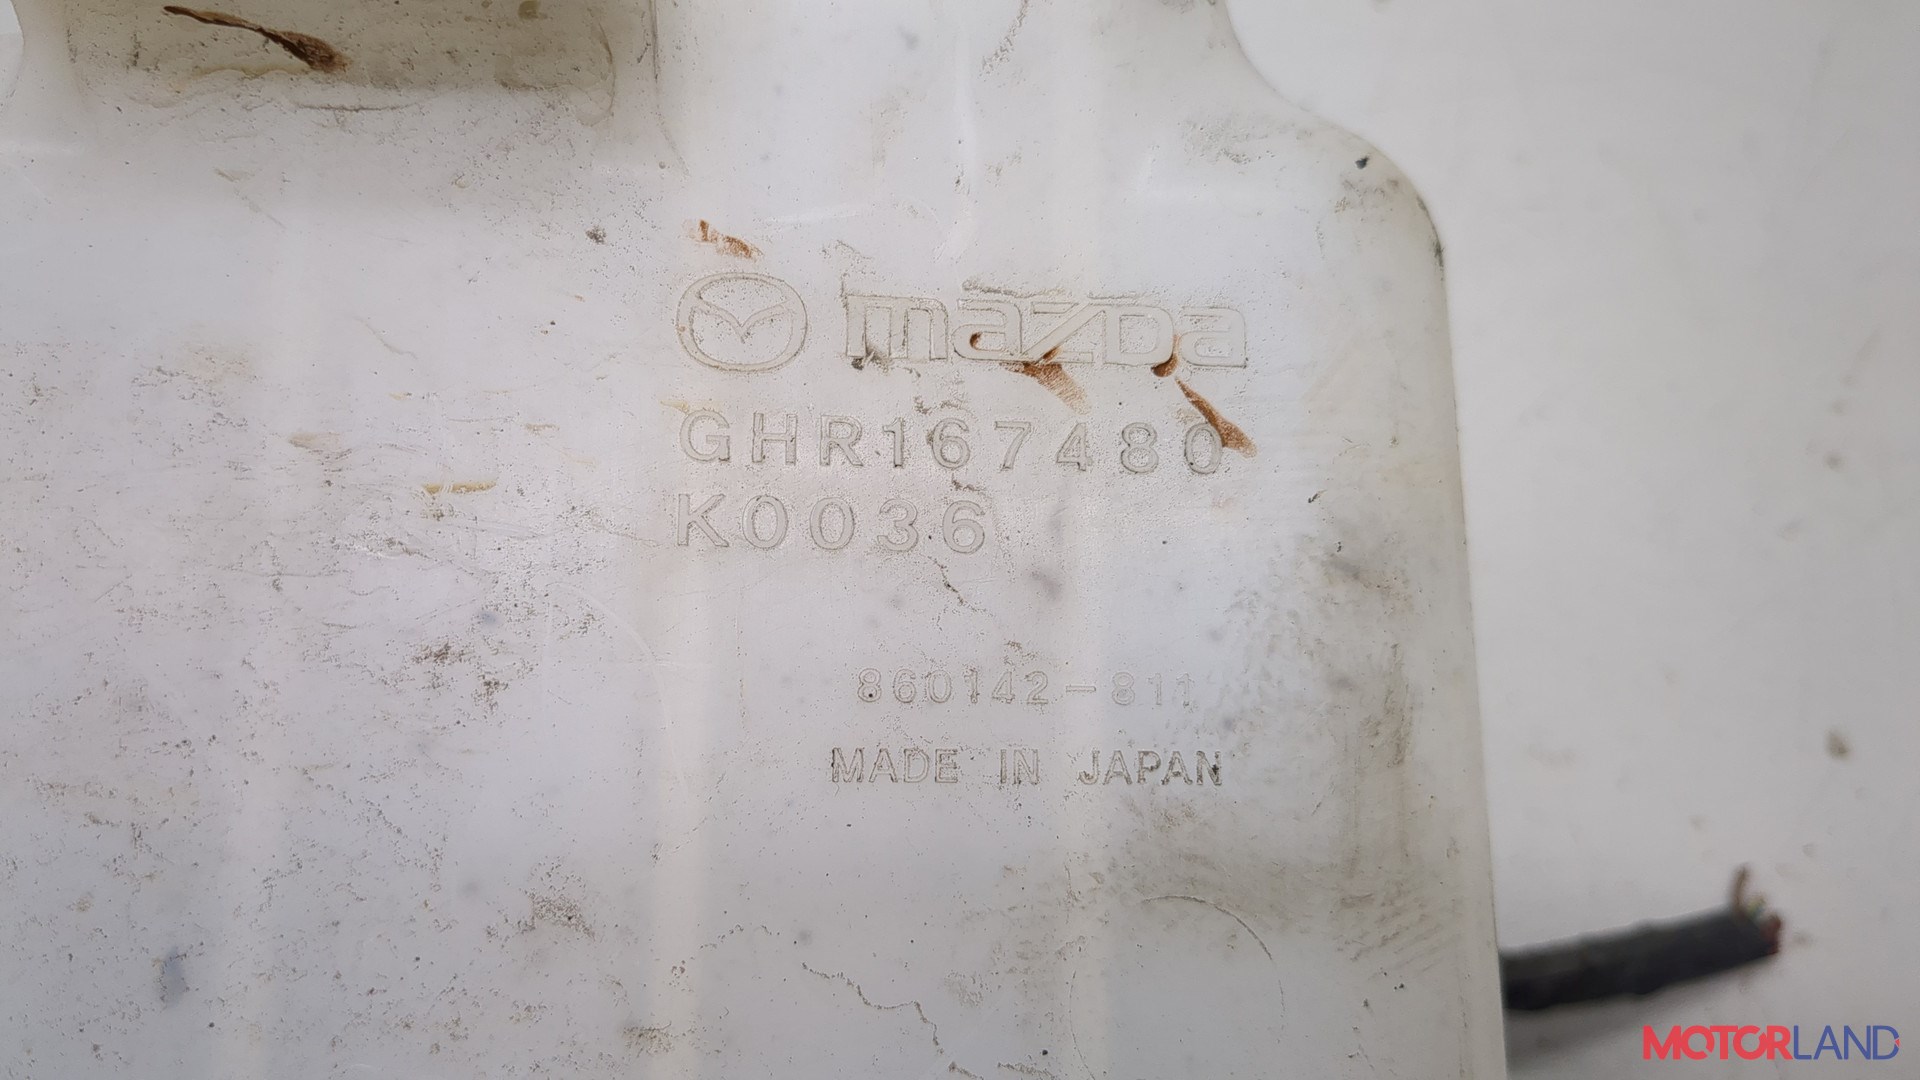 mazda
GHR167480
K0036
860142-811
MADE IN JAPAN
MOTORLAND